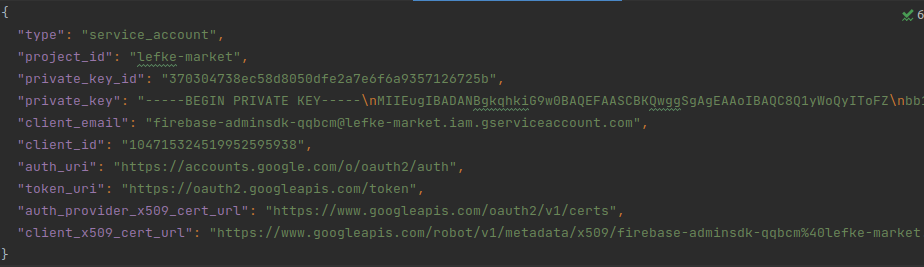 6
{
"type": "service_account",
"project_id": "lefke-market",
"private_key_id": "370304738ec58d8050dfe2a7e6f6a9357126725b",
"private_key": "-----BEGIN PRIVATE KEY-----\nMIIEugIBADANBgkqhkiG9w0BAQEFAASCBKQwggSgAgEAAoIBAQC8Q1yWoQyIToFZ\nbb1
"client_email": "firebase-adminsdk-qqbcm@lefke-market.iam.gserviceaccount.com",
"client_id": "104715324519952595938",
"auth_uri": "https://accounts.google.com/o/oauth2/auth",
"token_uri": "https://oauth2.googleapis.com/token",
"auth_provider_x509_cert_url": "https://www.googleapis.com/oauth2/v1/certs",
"client_x509_cert_url": "https://www.googleapis.com/robot/v1/metadata/x509/firebase-adminsdk-qqbcm%40lefke-market
}